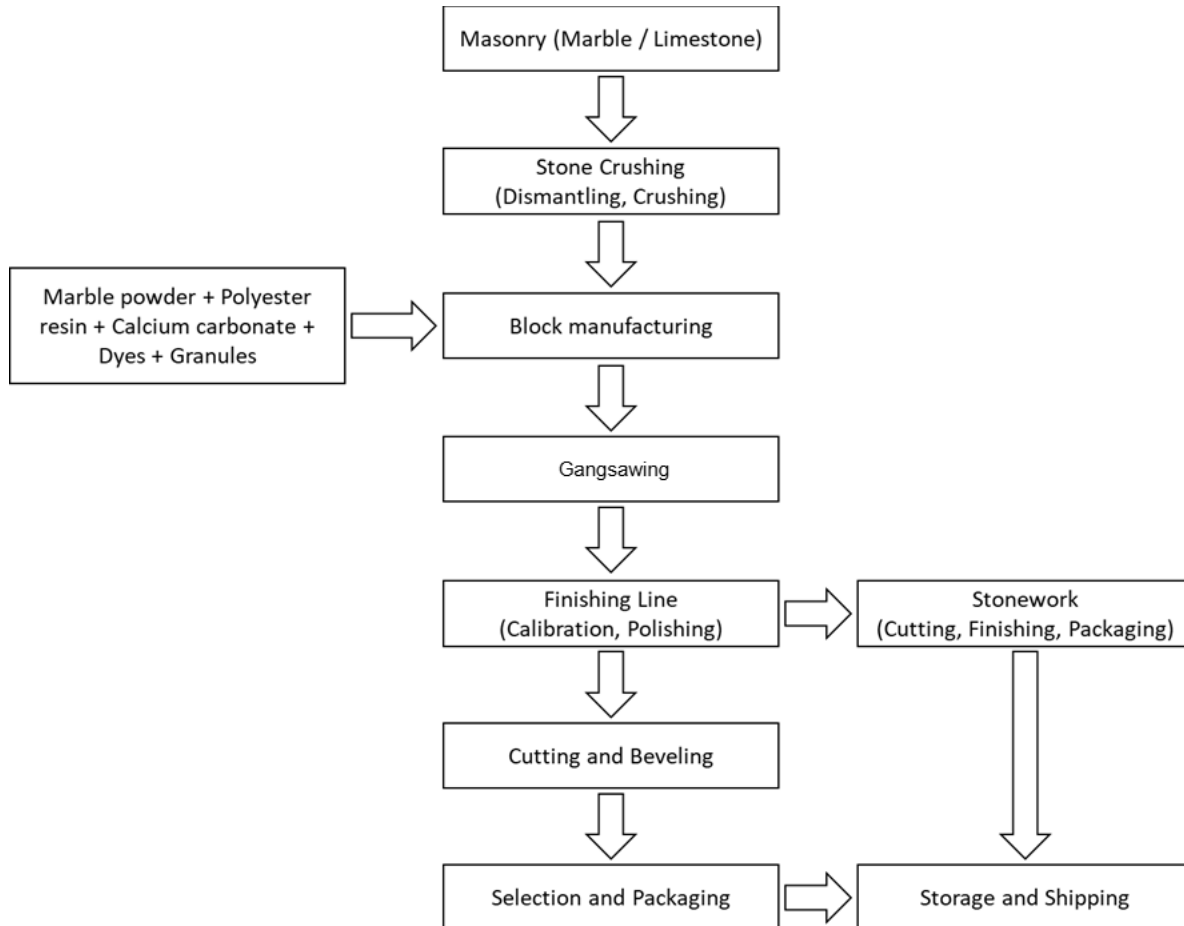 Masonry (Marble / Limestone)
Stone Crushing
(Dismantling, Crushing)
Marble powder + Polyester
resin + Calcium carbonate +
Dyes + Granules
Block manufacturing
Gangsawing
Finishing Line
(Calibration, Polishing)
Stonework
(Cutting, Finishing, Packaging)
Cutting and Beveling
Selection and Packaging
Storage and Shipping